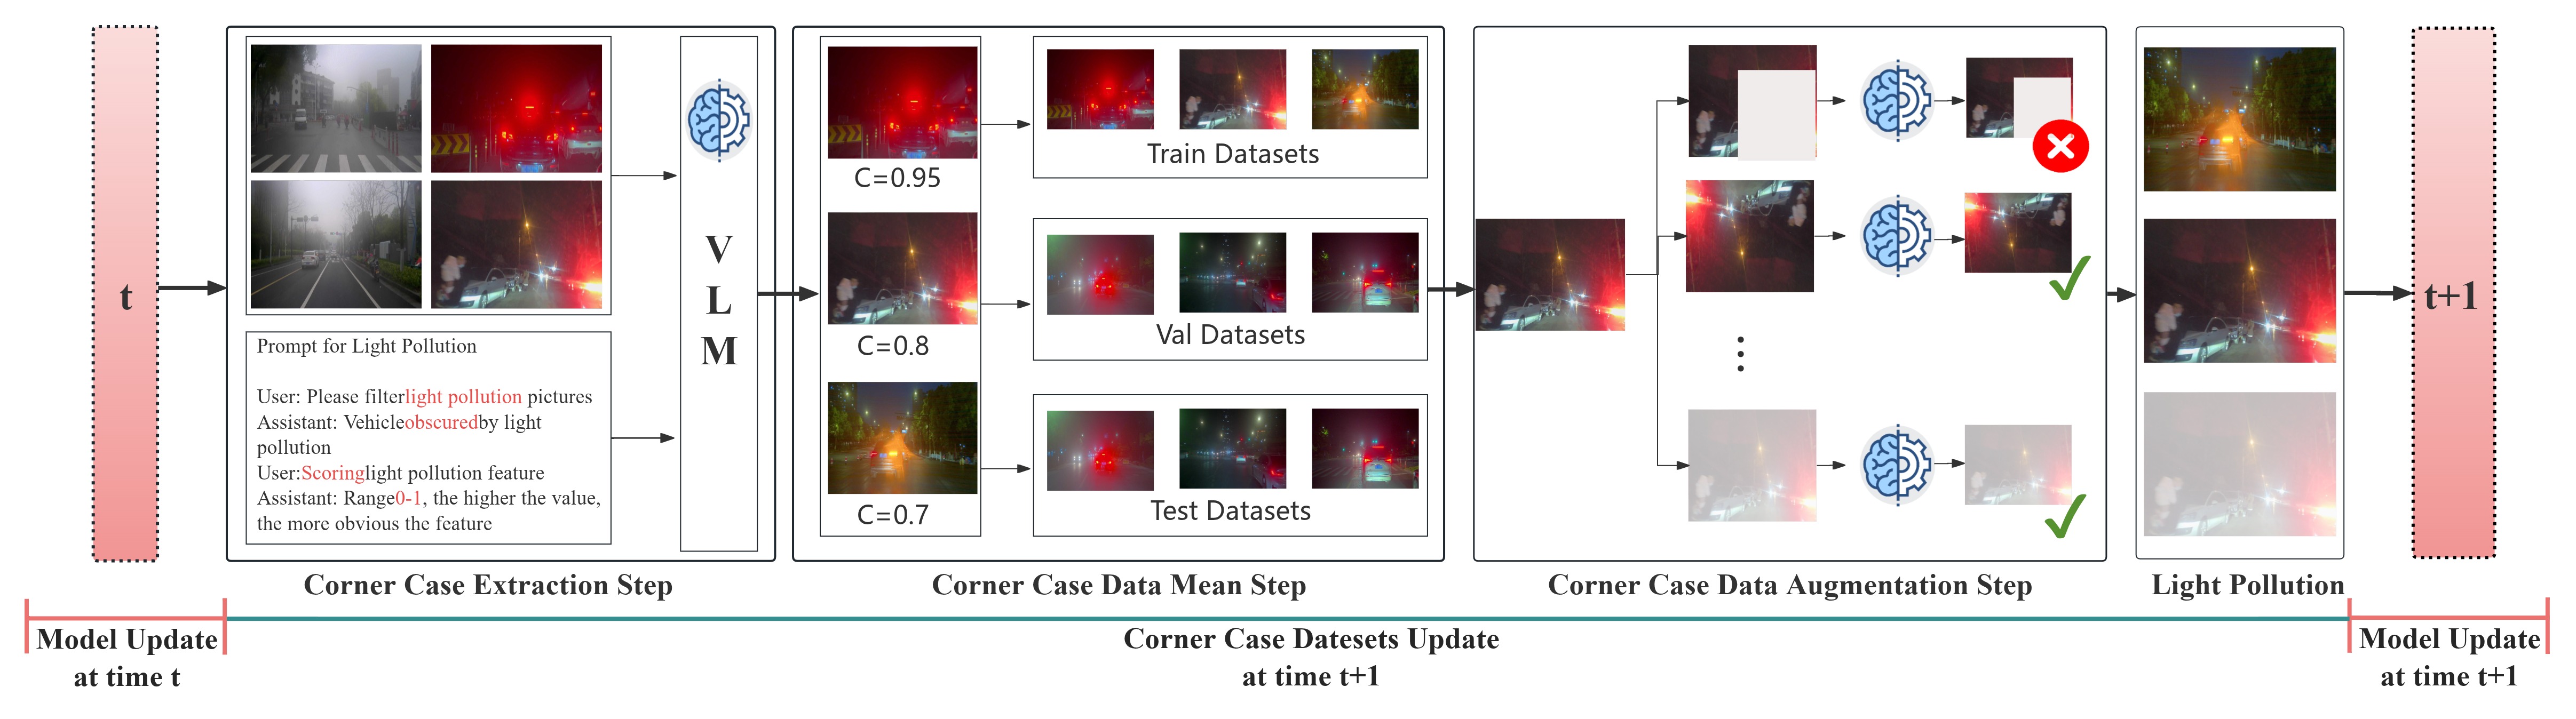 t
Prompt for Light Pollution
User: Please filterlight pollution pictures
Assistant: Vehicleobscuredby light
pollution
User:Scoringlight pollution feature
Assistant: Range0-1, the higher the value,
the more obvious the feature
V
L
M
Corner Case Extraction Step
C=0.95
C=0.8
C=0.7
Train Datasets
Val Datasets
Test Datasets
Corner Case Data Mean Step
Corner Case Data Augmentation Step
Light Pollution
t+1
Model Update
at time t
Corner Case Datesets Update
at time t+1
Model Update
at time t+1